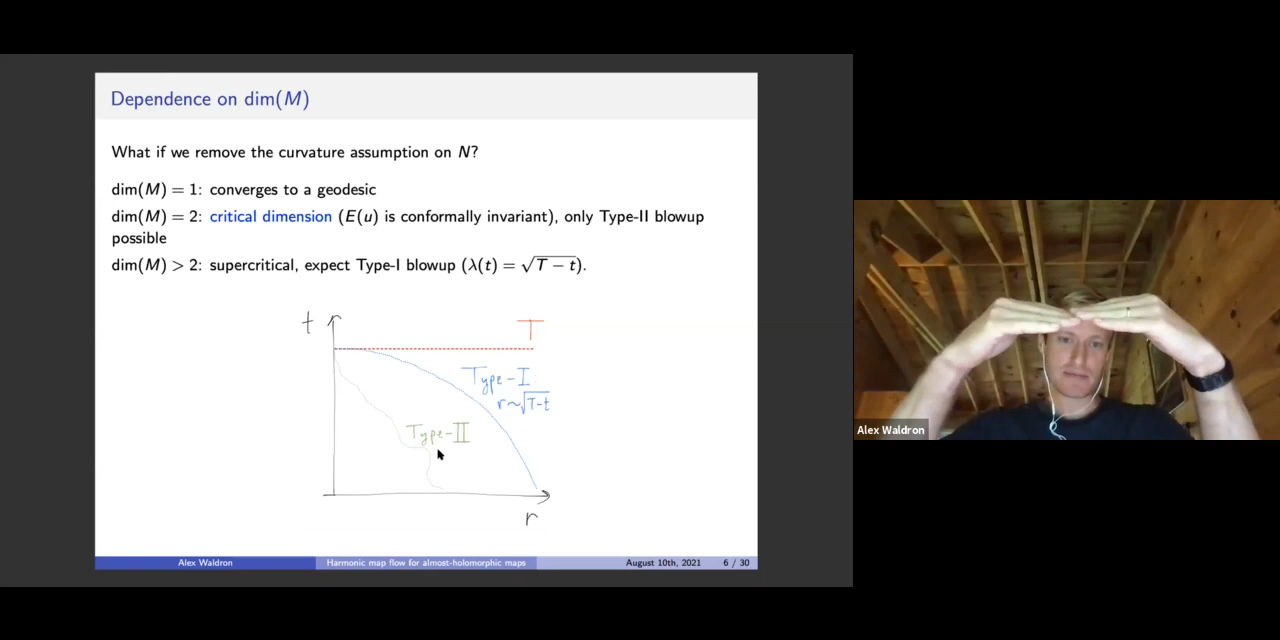 Dependence on dim(M)
What if we remove the curvature assumption on N?
dim(M) = 1: converges to a geodesic
dim(M) = 2: critical dimension (E(u) is conformally invariant), only Type-II blowup
possible
dim(M) > 2: supercritical, expect Type-I blowup (λ(t) = √T − t).
t
T
Type-I
r~√T-t
Type-II
r
Alex Waldron
Harmonic map flow for almost-holomorphic maps
August 10th, 2021
6 / 30
Alex Waldron